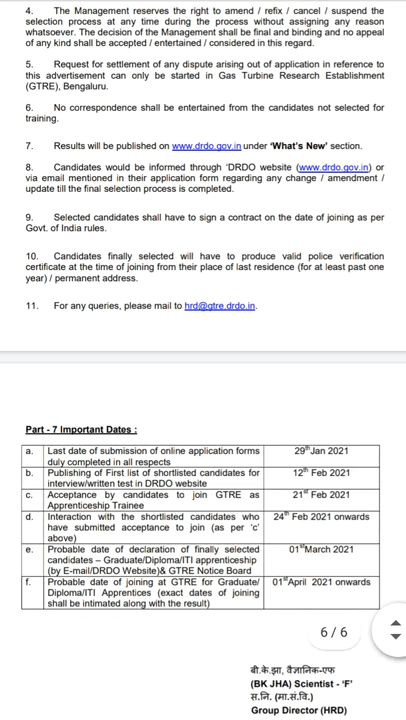 4. The Management reserves the right to amend / refix / cancel / suspend the
selection process at any time during the process without assigning any reason
whatsoever. The decision of the Management shall be final and binding and no appeal
of any kind shall be accepted / entertained / considered in this regard.
5. Request for settlement of any dispute arising out of application in reference to
this advertisement can only be started in Gas Turbine Research Establishment
(GTRE), Bengaluru.
6. No correspondence shall be entertained from the candidates not selected for
training.
7. Results will be published on www.drdo.gov.in under 'What's New' section.
8. Candidates would be informed through 'DRDO website (www.drdo.gov.in) or
via email mentioned in their application form regarding any change / amendment /
update till the final selection process is completed.
9. Selected candidates shall have to sign a contract on the date of joining as per
Govt. of India rules.
10. Candidates finally selected will have to produce valid police verification
certificate at the time of joining from their place of last residence (for at least past one
year) / permanent address.
11. For any queries, please mail to hrd@gtre.drdo.in.
Part - 7 Important Dates :
a. Last date of submission of online application forms 29th Jan 2021
duly completed in all respects
b. Publishing of First list of shortlisted candidates for 12th Feb 2021
interview/written test in DRDO website
c. Acceptance by candidates to join GTRE as 21st Feb 2021
Apprenticeship Trainee
d. Interaction with the shortlisted candidates who 24th Feb 2021 onwards
have submitted acceptance to join (as per 'c'
above)
e. Probable date of declaration of finally selected 01st March 2021
candidates – Graduate/Diploma/ITI apprenticeship
(by E-mail/DRDO Website)& GTRE Notice Board
f. Probable date of joining at GTRE for Graduate/ 01st April 2021 onwards
Diploma/ITI Apprentices (exact dates of joining
shall be intimated along with the result)
6 / 6
बी.के.झा, वैज्ञानिक-एफ
(BK JHA) Scientist - 'F'
स.नि. (मा.सं.वि.)
Group Director (HRD)